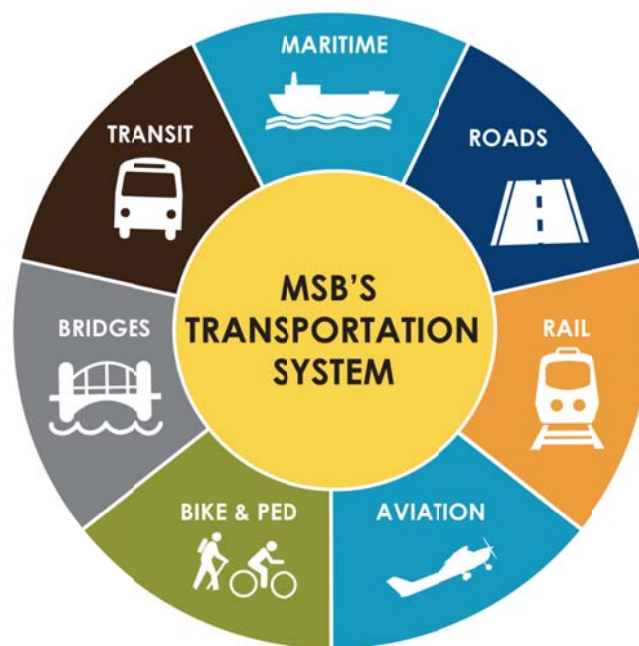 MARITIME
ROADS
RAIL
AVIATION
BIKE & PED
BRIDGES
TRANSIT
MSB'S
TRANSPORTATION
SYSTEM